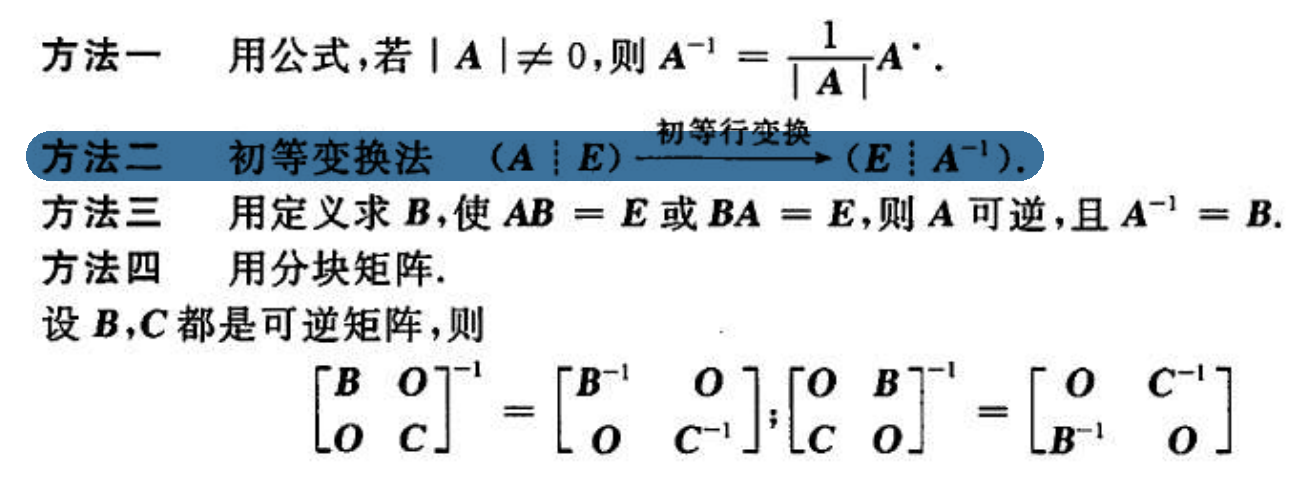 方法一 用公式,若 | A | ≠ 0,则 A⁻¹ = 1/| A | A*.
方法二 初等变换法 (A ⋮ E) —初等行变换→ (E ⋮ A⁻¹).
方法三 用定义求 B,使 AB = E 或 BA = E,则 A 可逆,且 A⁻¹ = B.
方法四 用分块矩阵.
设 B,C 都是可逆矩阵,则
[B O; O C]⁻¹ = [B⁻¹ O; O C⁻¹]; [O B; C O]⁻¹ = [O C⁻¹; B⁻¹ O]